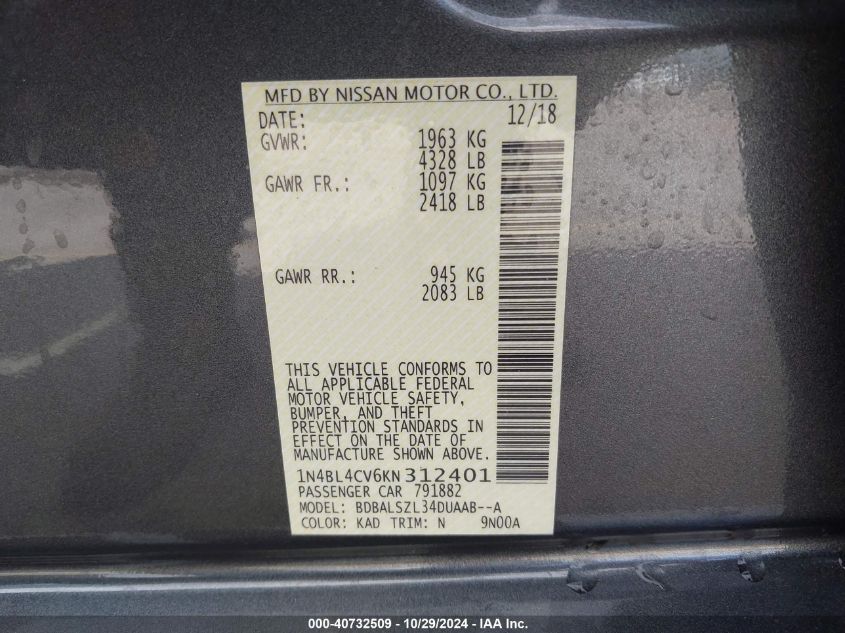 MFD BY NISSAN MOTOR CO., LTD.
DATE: 12/18
GVWR: 1963 KG
4328 LB
GAWR FR.: 1097 KG
2418 LB
GAWR RR.: 945 KG
2083 LB
THIS VEHICLE CONFORMS TO
ALL APPLICABLE FEDERAL
MOTOR VEHICLE SAFETY,
BUMPER, AND THEFT
PREVENTION STANDARDS IN
EFFECT ON THE DATE OF
MANUFACTURE SHOWN ABOVE.
1N4BL4CV6KN312401
PASSENGER CAR 791882
MODEL: BDBALSZL34DUAAB--A
COLOR: KAD TRIM: N 9N00A
000-40732509 - 10/29/2024 - IAA Inc.